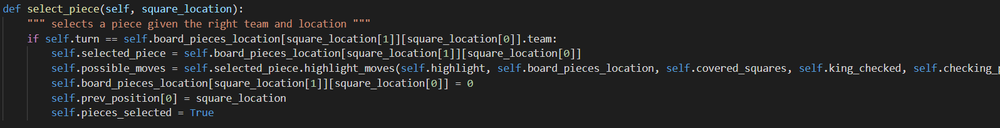 def select_piece(self, square_location):
    """ selects a piece given the right team and location """
    if self.turn == self.board_pieces_location[square_location[1]][square_location[0]].team:
        self.selected_piece = self.board_pieces_location[square_location[1]][square_location[0]]
        self.possible_moves = self.selected_piece.highlight_moves(self.highlight, self.board_pieces_location, self.covered_squares, self.king_checked, self.checking_
        self.board_pieces_location[square_location[1]][square_location[0]] = 0
        self.prev_position[0] = square_location
        self.pieces_selected = True